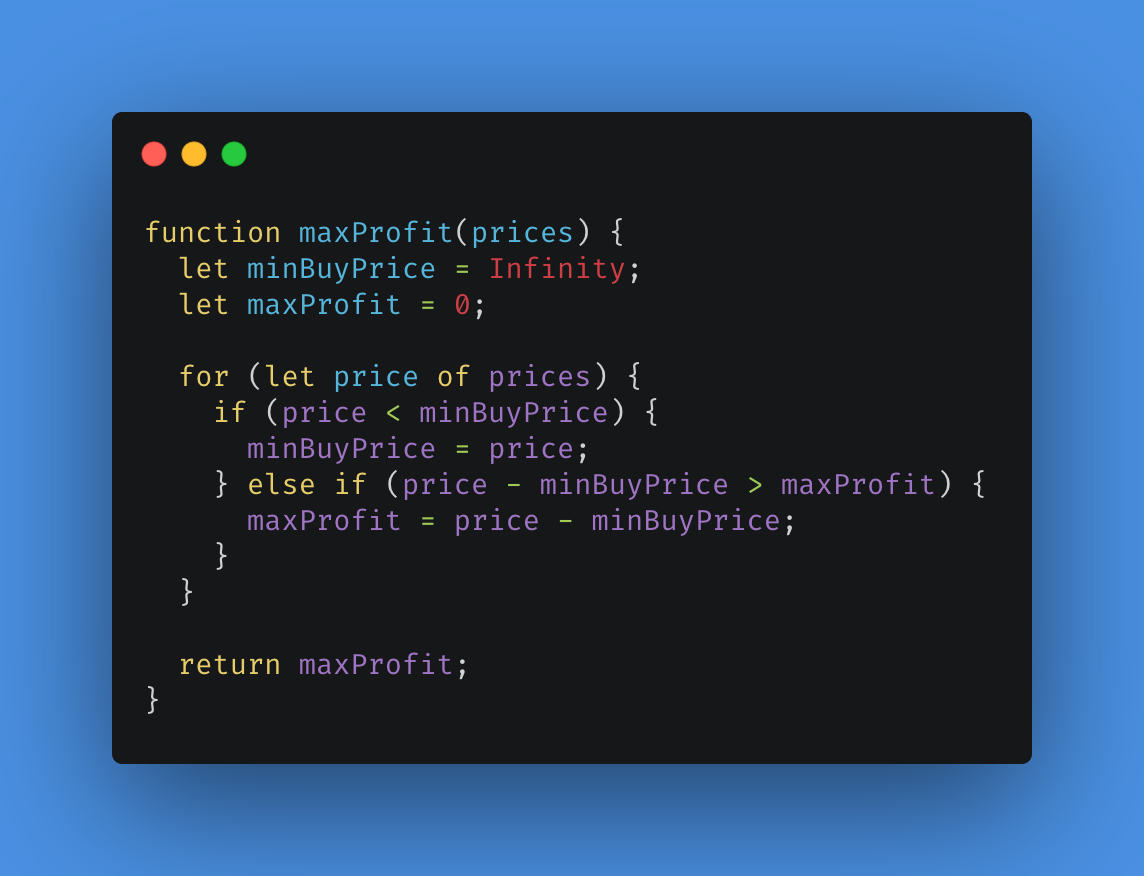 function maxProfit(prices) {
  let minBuyPrice = Infinity;
  let maxProfit = 0;

  for (let price of prices) {
    if (price < minBuyPrice) {
      minBuyPrice = price;
    } else if (price - minBuyPrice > maxProfit) {
      maxProfit = price - minBuyPrice;
    }
  }

  return maxProfit;
}